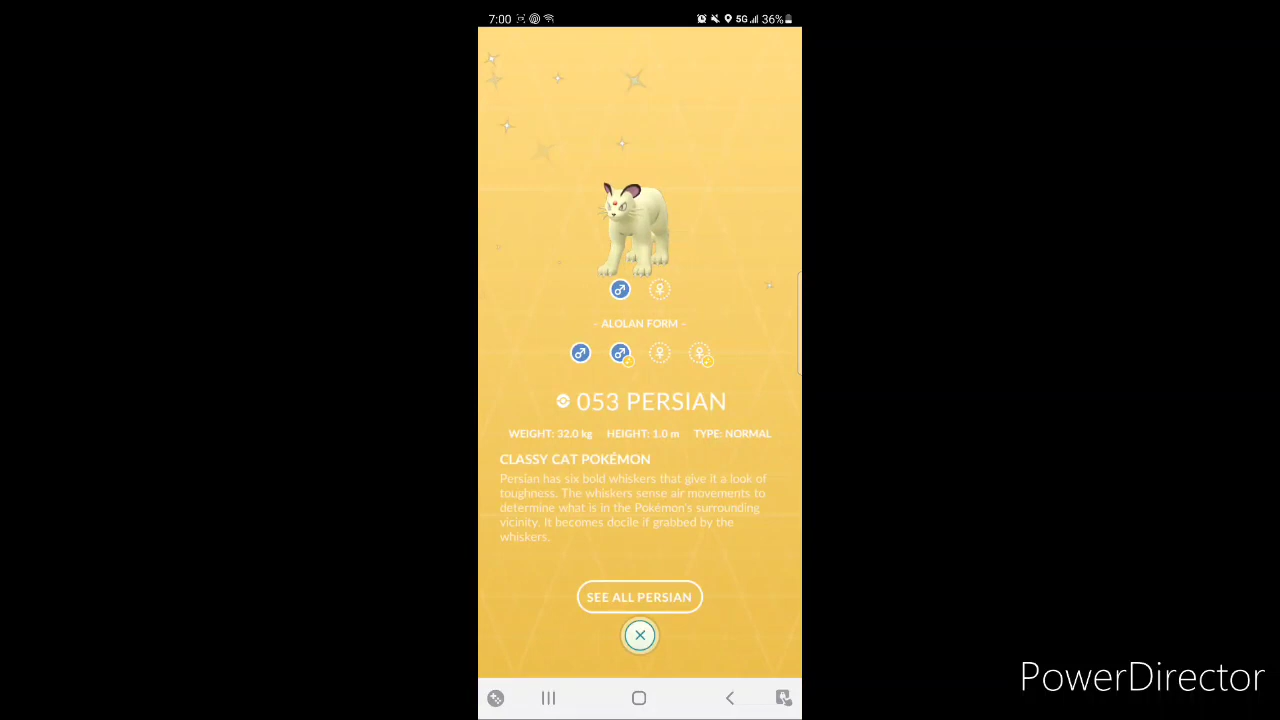 7:00 5G 36%
- ALOLAN FORM -
053 PERSIAN
WEIGHT: 32.0 kg HEIGHT: 1.0 m TYPE: NORMAL
CLASSY CAT POKÉMON
Persian has six bold whiskers that give it a look of
toughness. The whiskers sense air movements to
determine what is in the Pokémon's surrounding
vicinity. It becomes docile if grabbed by the
whiskers.
SEE ALL PERSIAN
PowerDirector